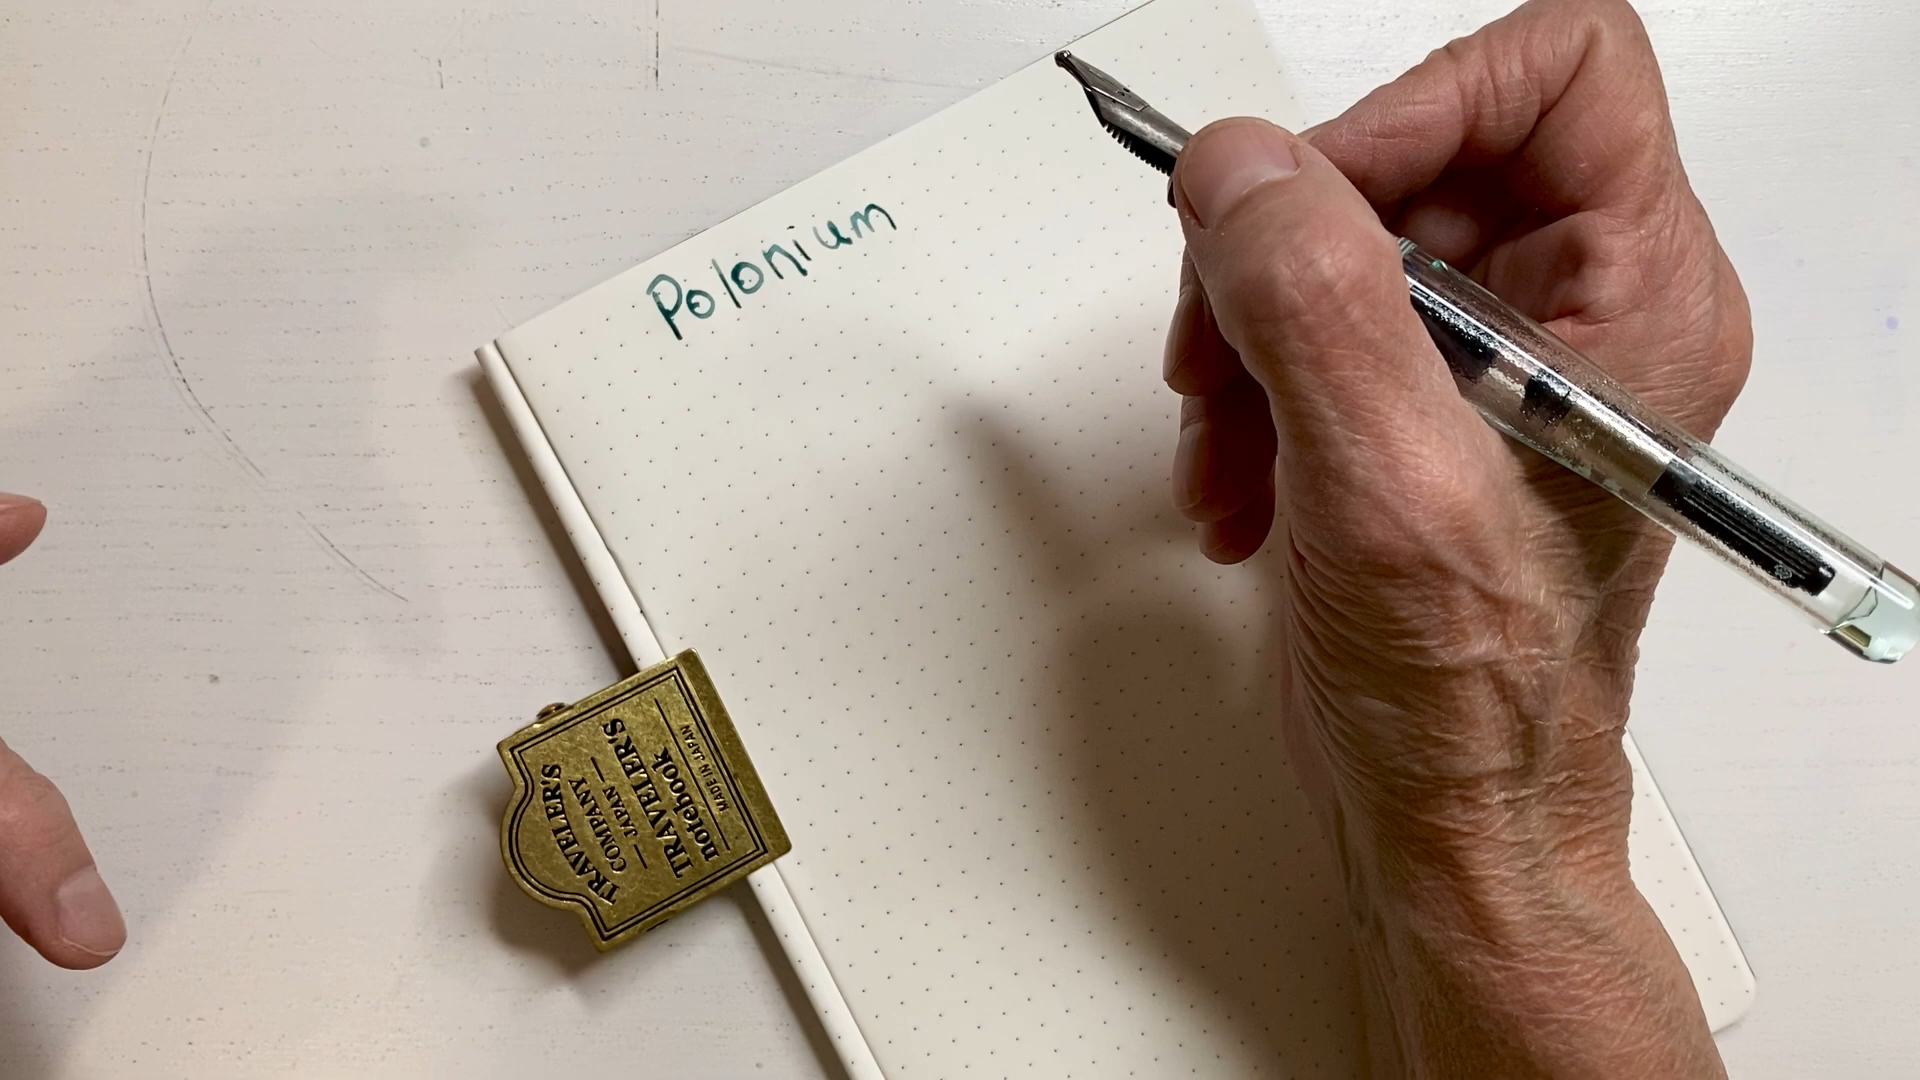 Polonium
TRAVELER'S
COMPANY
JAPAN
TRAVELER'S
notebook
MADE IN JAPAN